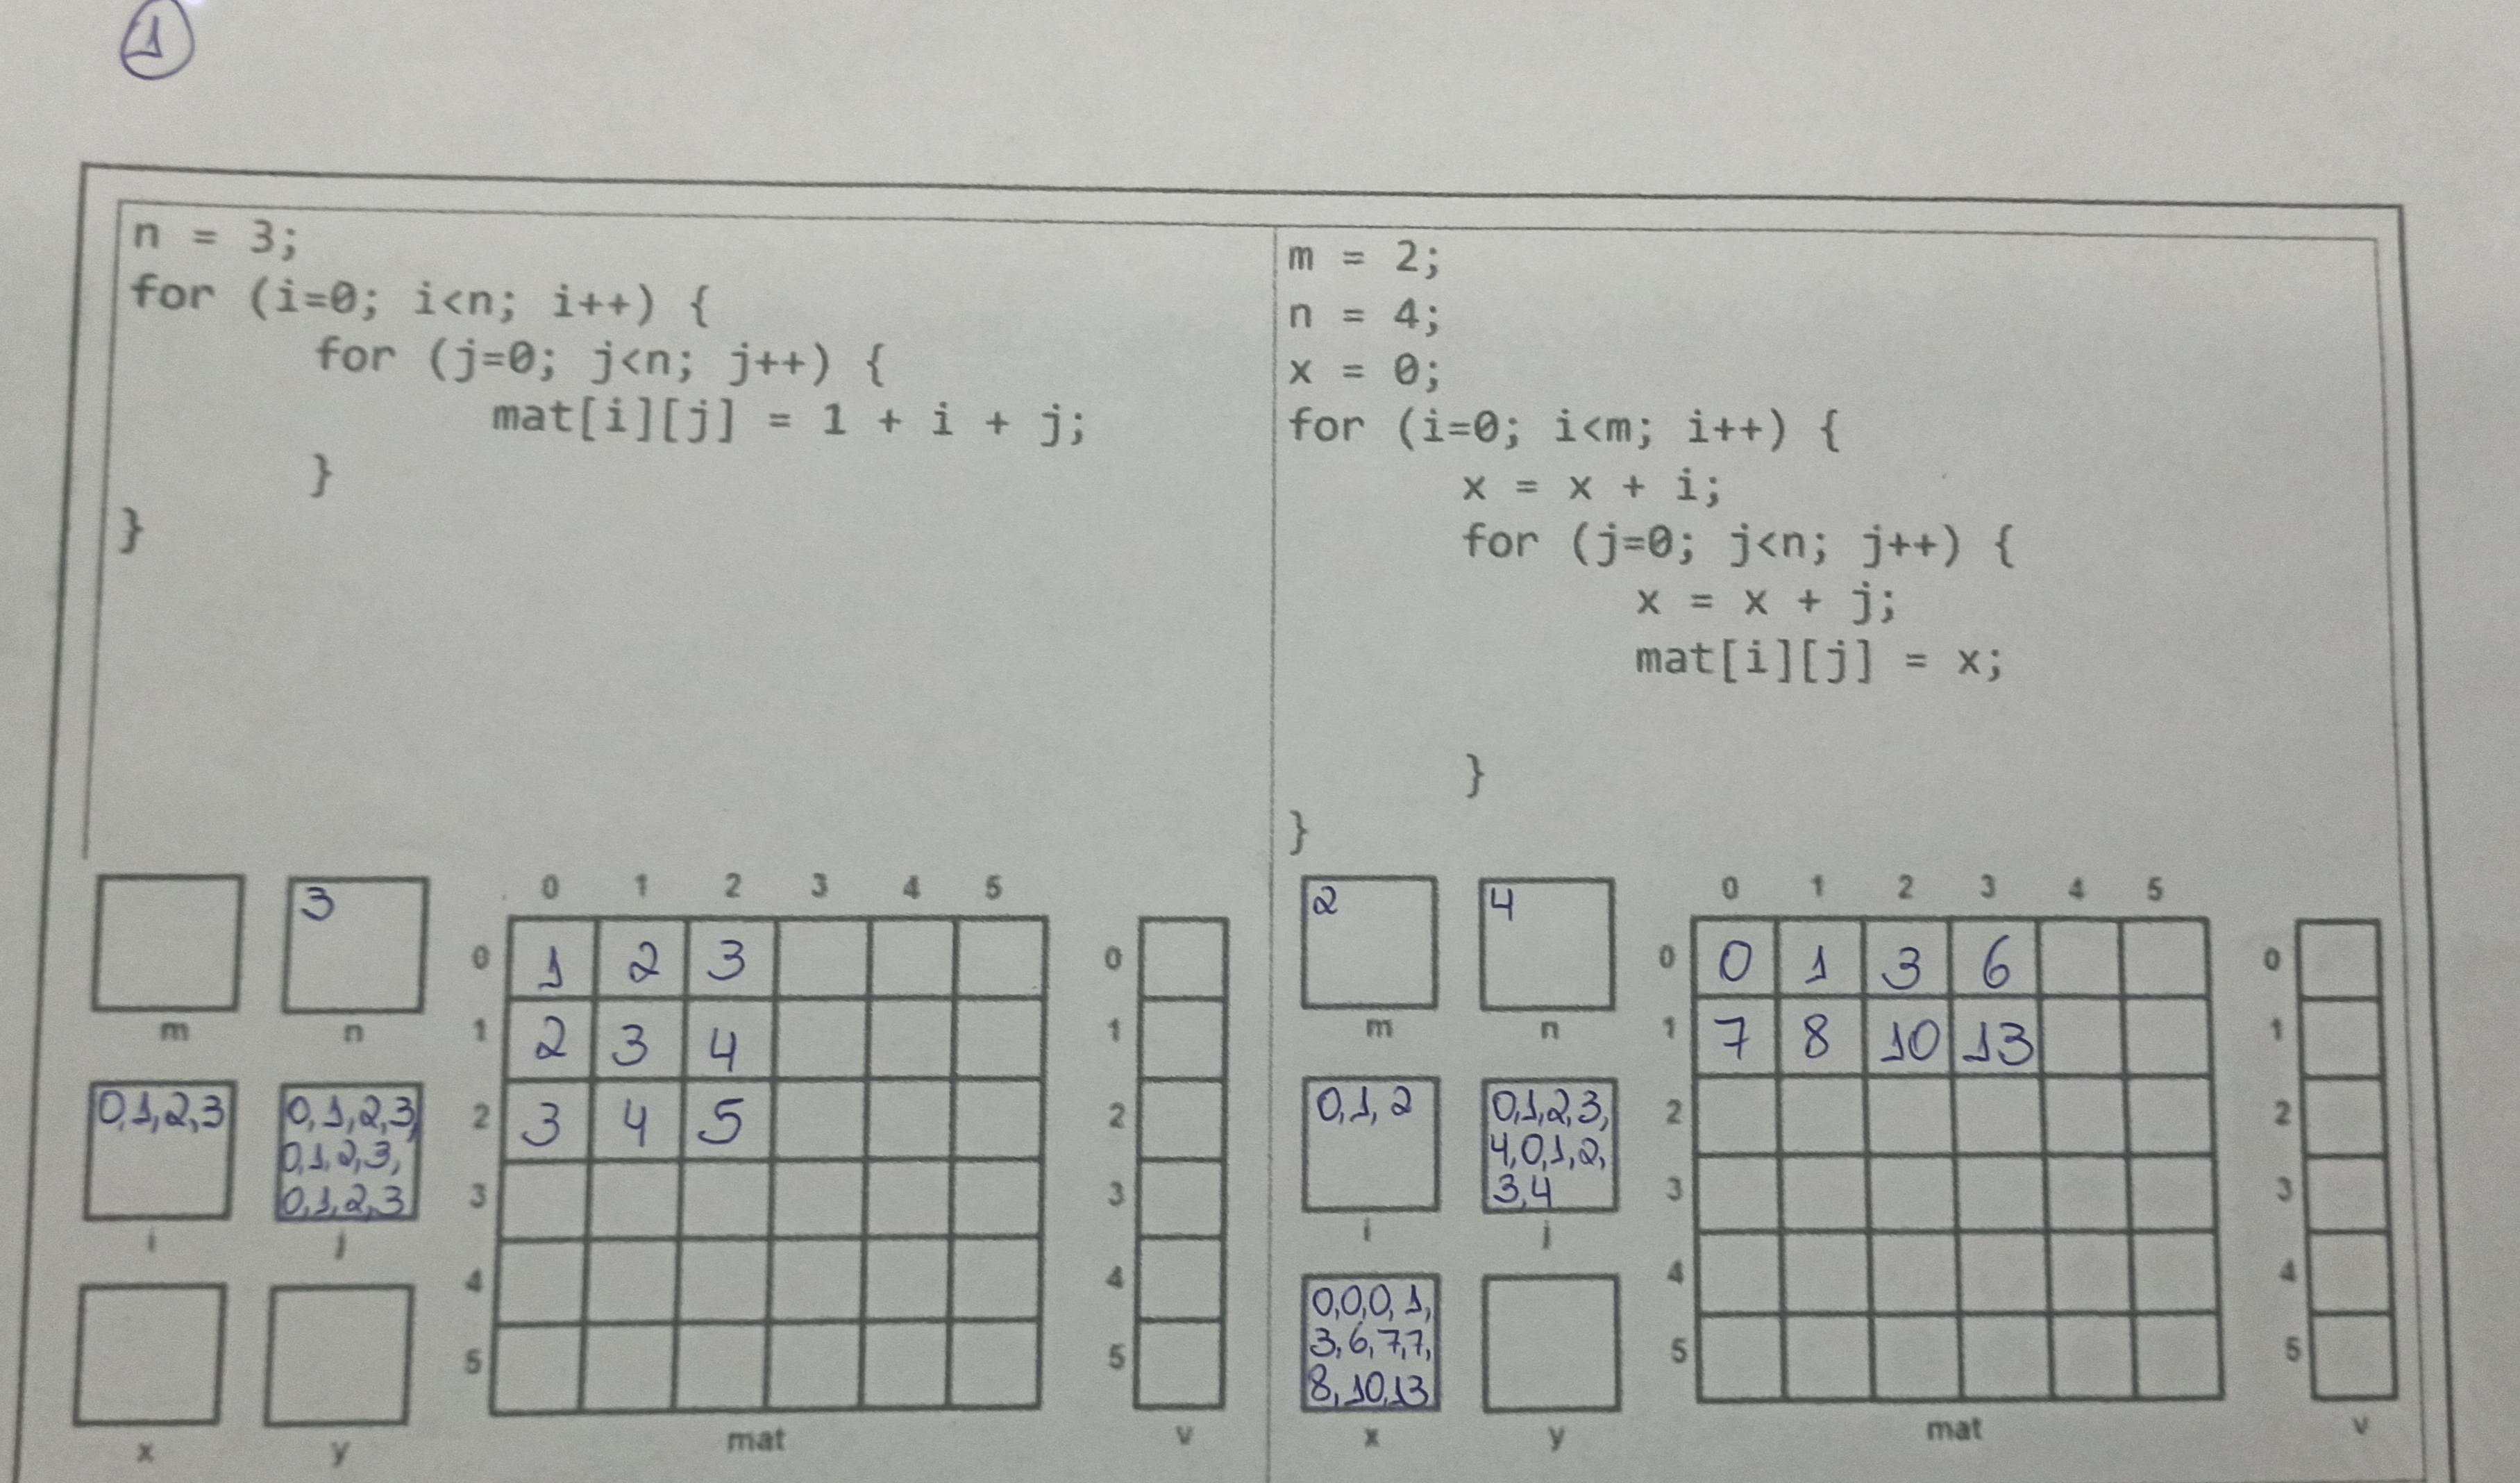 1
n = 3;
for (i=0; i<n; i++) {
for (j=0; j<n; j++) {
mat[i][j] = 1 + i + j;
}
}
3
m
n
0,1,2,3
0,1,2,3,
0,1,2,3,
0,1,2,3
i
j
x
y
0 1 2 3 4 5
0 1 2 3
1 2 3 4
2 3 4 5
3
4
5
mat
0
1
2
3
4
5
v
m = 2;
n = 4;
x = 0;
for (i=0; i<m; i++) {
x = x + i;
for (j=0; j<n; j++) {
x = x + j;
mat[i][j] = x;
}
}
2
m
4
n
0,1,2
i
0,1,2,3,
4,0,1,2,
3,4
j
0,0,0,1,
3,6,7,7,
8,10,13
x
y
0 1 2 3 4 5
0 0 1 3 6
1 7 8 10 13
2
3
4
5
mat
0
1
2
3
4
5
v